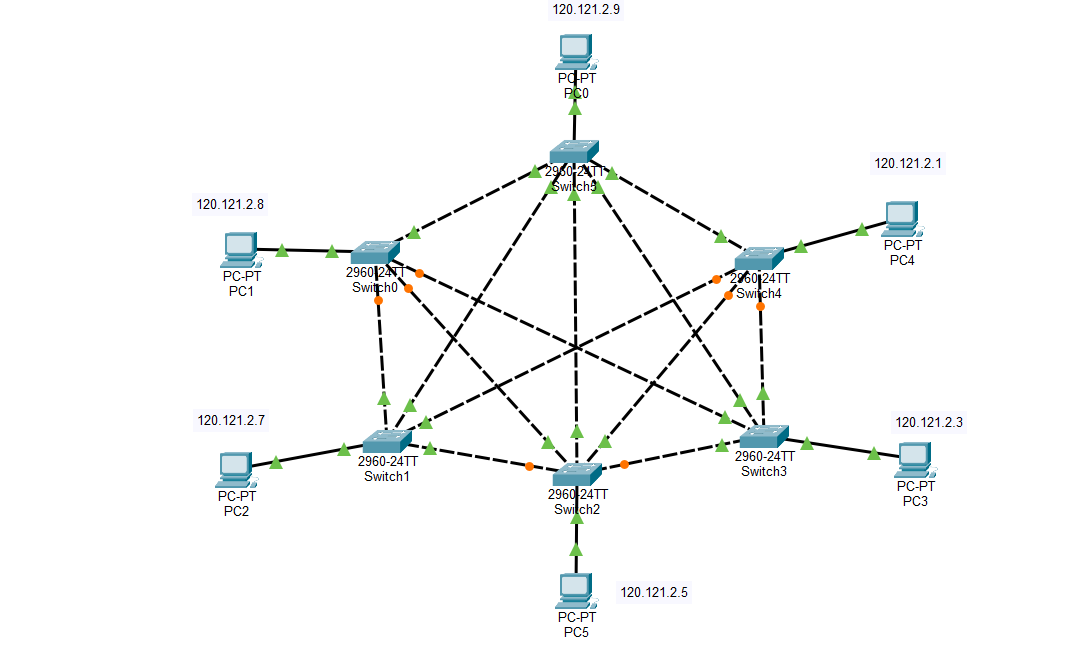 120.121.2.9
PC-PT
PC0
2960-24TT
Switch5
120.121.2.1
PC-PT
PC4
120.121.2.8
PC-PT
PC1
2960-24TT
Switch0
2960-24TT
Switch4
120.121.2.7
PC-PT
PC2
2960-24TT
Switch1
2960-24TT
Switch2
2960-24TT
Switch3
120.121.2.3
PC-PT
PC3
PC-PT
PC5
120.121.2.5